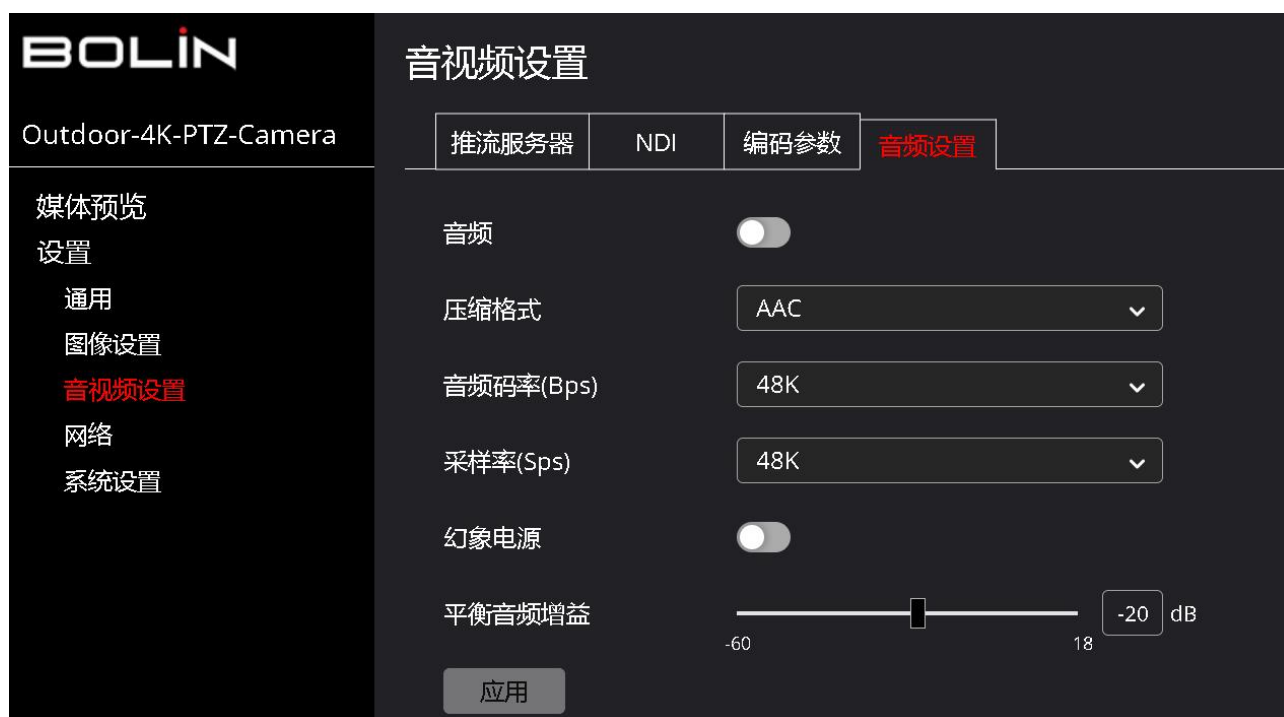 BOLIN
Outdoor-4K-PTZ-Camera
媒体预览
设置
通用
图像设置
音视频设置
网络
系统设置
音视频设置
推流服务器 NDI 编码参数 音频设置
音频
压缩格式 AAC
音频码率(Bps) 48K
采样率(Sps) 48K
幻象电源
平衡音频增益 -20 dB
-60 18
应用